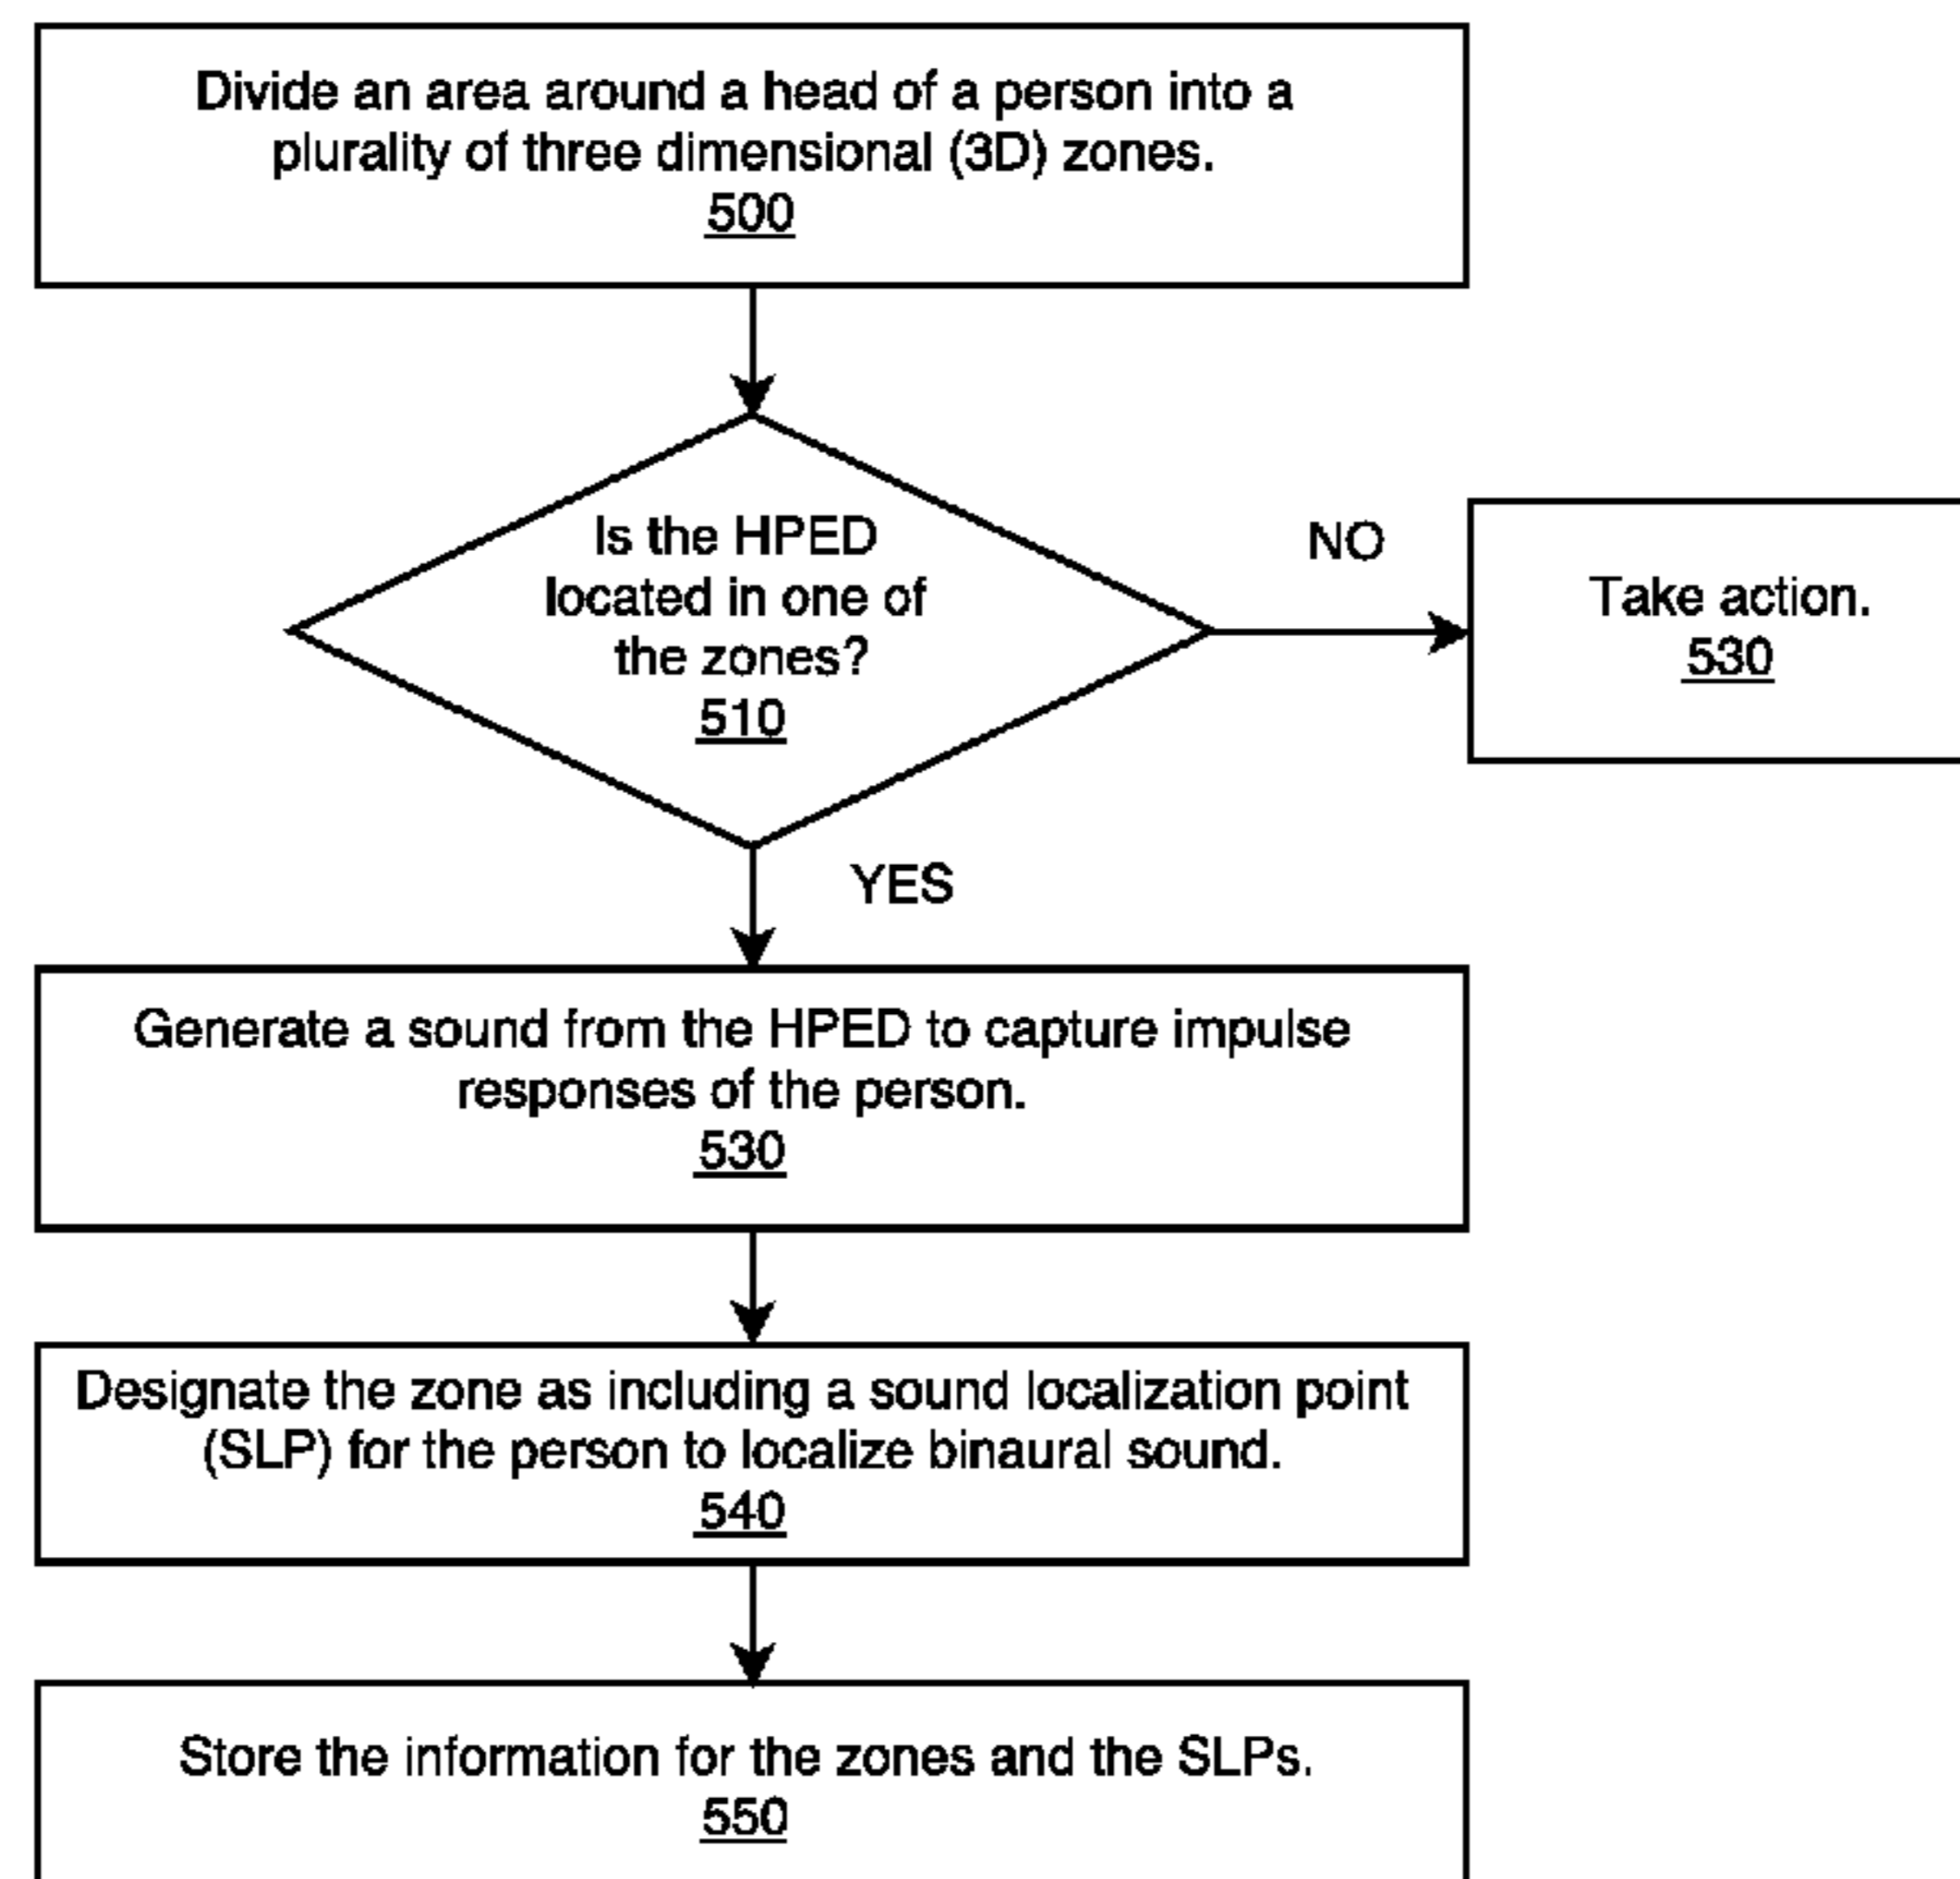 Divide an area around a head of a person into a
plurality of three dimensional (3D) zones.
500
Is the HPED
located in one of
the zones?
510
NO
Take action.
530
YES
Generate a sound from the HPED to capture impulse
responses of the person.
530
Designate the zone as including a sound localization point
(SLP) for the person to localize binaural sound.
540
Store the information for the zones and the SLPs.
550